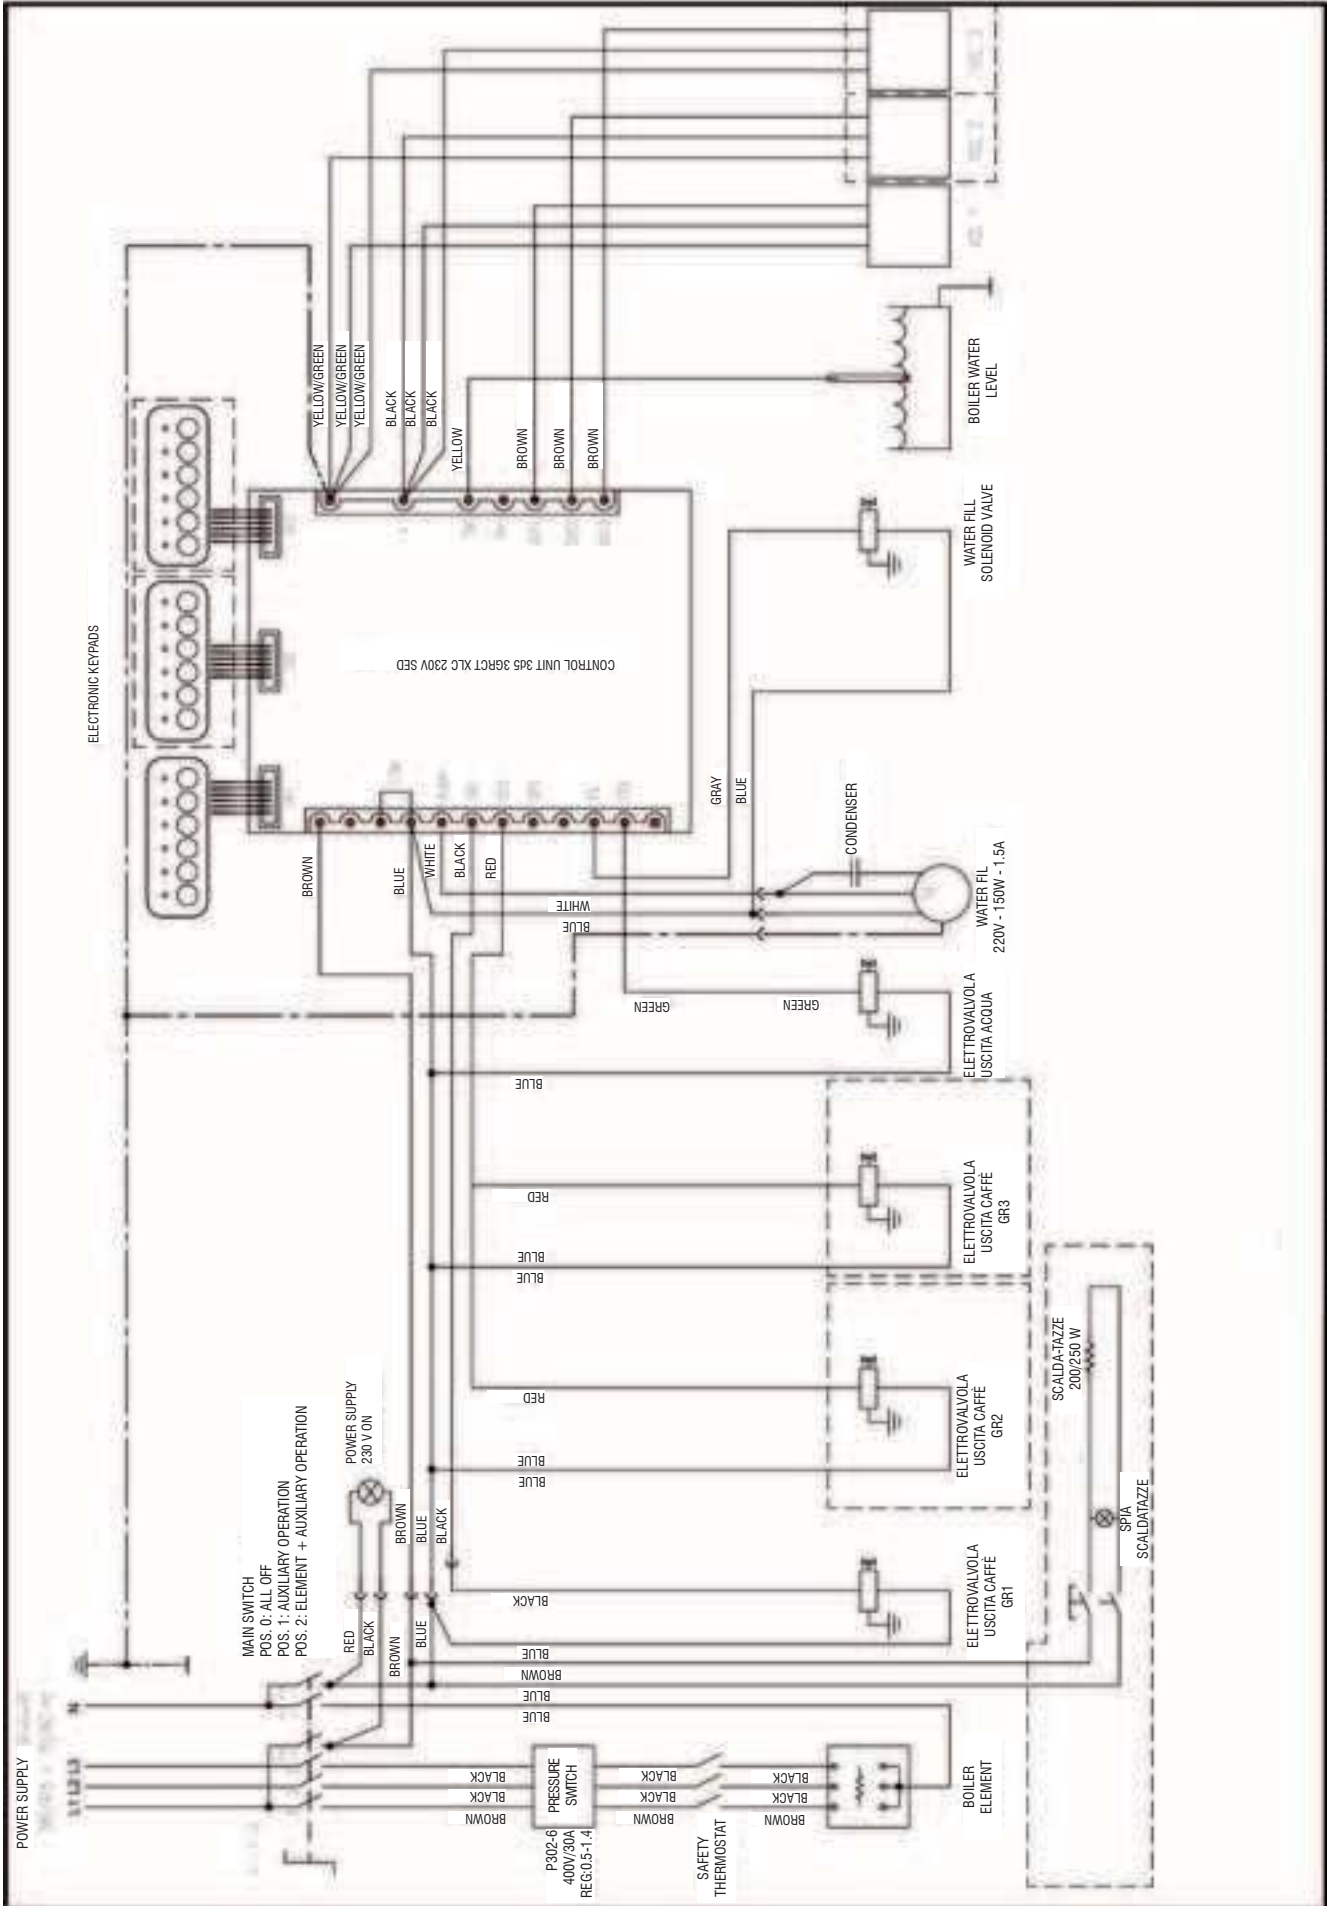 POWER SUPPLY
N
L1 L2 L3
MAIN SWITCH
POS. 0: ALL OFF
POS. 1: AUXILIARY OPERATION
POS. 2: ELEMENT + AUXILIARY OPERATION
POWER SUPPLY
230 V ON
RED
BLACK
BROWN
BLUE
BROWN
BLUE
BLACK
ELECTRONIC KEYPADS
CONTROL UNIT 3d5 3GRCT XLC 230V SED
BROWN
BLUE
WHITE
BLACK
RED
YELLOW/GREEN
YELLOW/GREEN
YELLOW/GREEN
BLACK
BLACK
BLACK
YELLOW
BROWN
BROWN
BROWN
BROWN
BLACK
BLACK
P302-6
400V/30A
REG:0.5-1.4
PRESSURE
SWITCH
BROWN
BLACK
BLACK
SAFETY
THERMOSTAT
BROWN
BLACK
BLACK
BOILER
ELEMENT
BLUE
BLUE
BROWN
BLUE
BLACK
ELETTROVALVOLA
USCITA CAFFÈ
GR1
BLUE
BLUE
RED
ELETTROVALVOLA
USCITA CAFFÈ
GR2
BLUE
BLUE
RED
ELETTROVALVOLA
USCITA CAFFÈ
GR3
BLUE
GREEN
GREEN
ELETTROVALVOLA
USCITA ACQUA
BLUE
WHITE
CONDENSER
WATER FIL
220V - 150W - 1.5A
GRAY
BLUE
WATER FILL
SOLENOID VALVE
BOILER WATER
LEVEL
SPIA
SCALDATAZZE
SCALDA-TAZZE
200/250 W